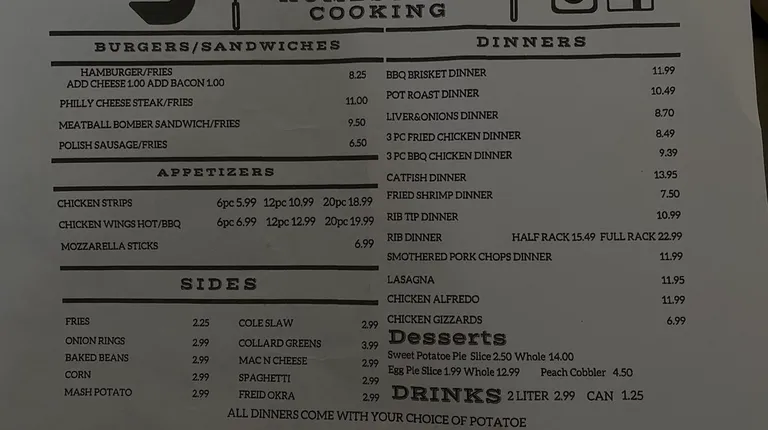 COOKING
BURGERS/SANDWICHES
HAMBURGER/FRIES 8.25
ADD CHEESE 1.00 ADD BACON 1.00
PHILLY CHEESE STEAK/FRIES 11.00
MEATBALL BOMBER SANDWICH/FRIES 9.50
POLISH SAUSAGE/FRIES 6.50
APPETIZERS
CHICKEN STRIPS 6pc 5.99 12pc 10.99 20pc 18.99
CHICKEN WINGS HOT/BBQ 6pc 6.99 12pc 12.99 20pc 19.99
MOZZARELLA STICKS 6.99
SIDES
FRIES 2.25
ONION RINGS 2.99
BAKED BEANS 2.99
CORN 2.99
MASH POTATO 2.99
COLE SLAW 2.99
COLLARD GREENS 3.99
MAC N CHEESE 2.99
SPAGHETTI 2.99
FREID OKRA 2.99
DINNERS
BBQ BRISKET DINNER 11.99
POT ROAST DINNER 10.49
LIVER&ONIONS DINNER 8.70
3 PC FRIED CHICKEN DINNER 8.49
3 PC BBQ CHICKEN DINNER 9.39
CATFISH DINNER 13.95
FRIED SHRIMP DINNER 7.50
RIB TIP DINNER 10.99
RIB DINNER HALF RACK 15.49 FULL RACK 22.99
SMOTHERED PORK CHOPS DINNER 11.99
LASAGNA 11.95
CHICKEN ALFREDO 11.99
CHICKEN GIZZARDS 6.99
Desserts
Sweet Potatoe Pie Slice 2.50 Whole 14.00
Egg Pie Slice 1.99 Whole 12.99 Peach Cobbler 4.50
DRINKS 2 LITER 2.99 CAN 1.25
ALL DINNERS COME WITH YOUR CHOICE OF POTATOE